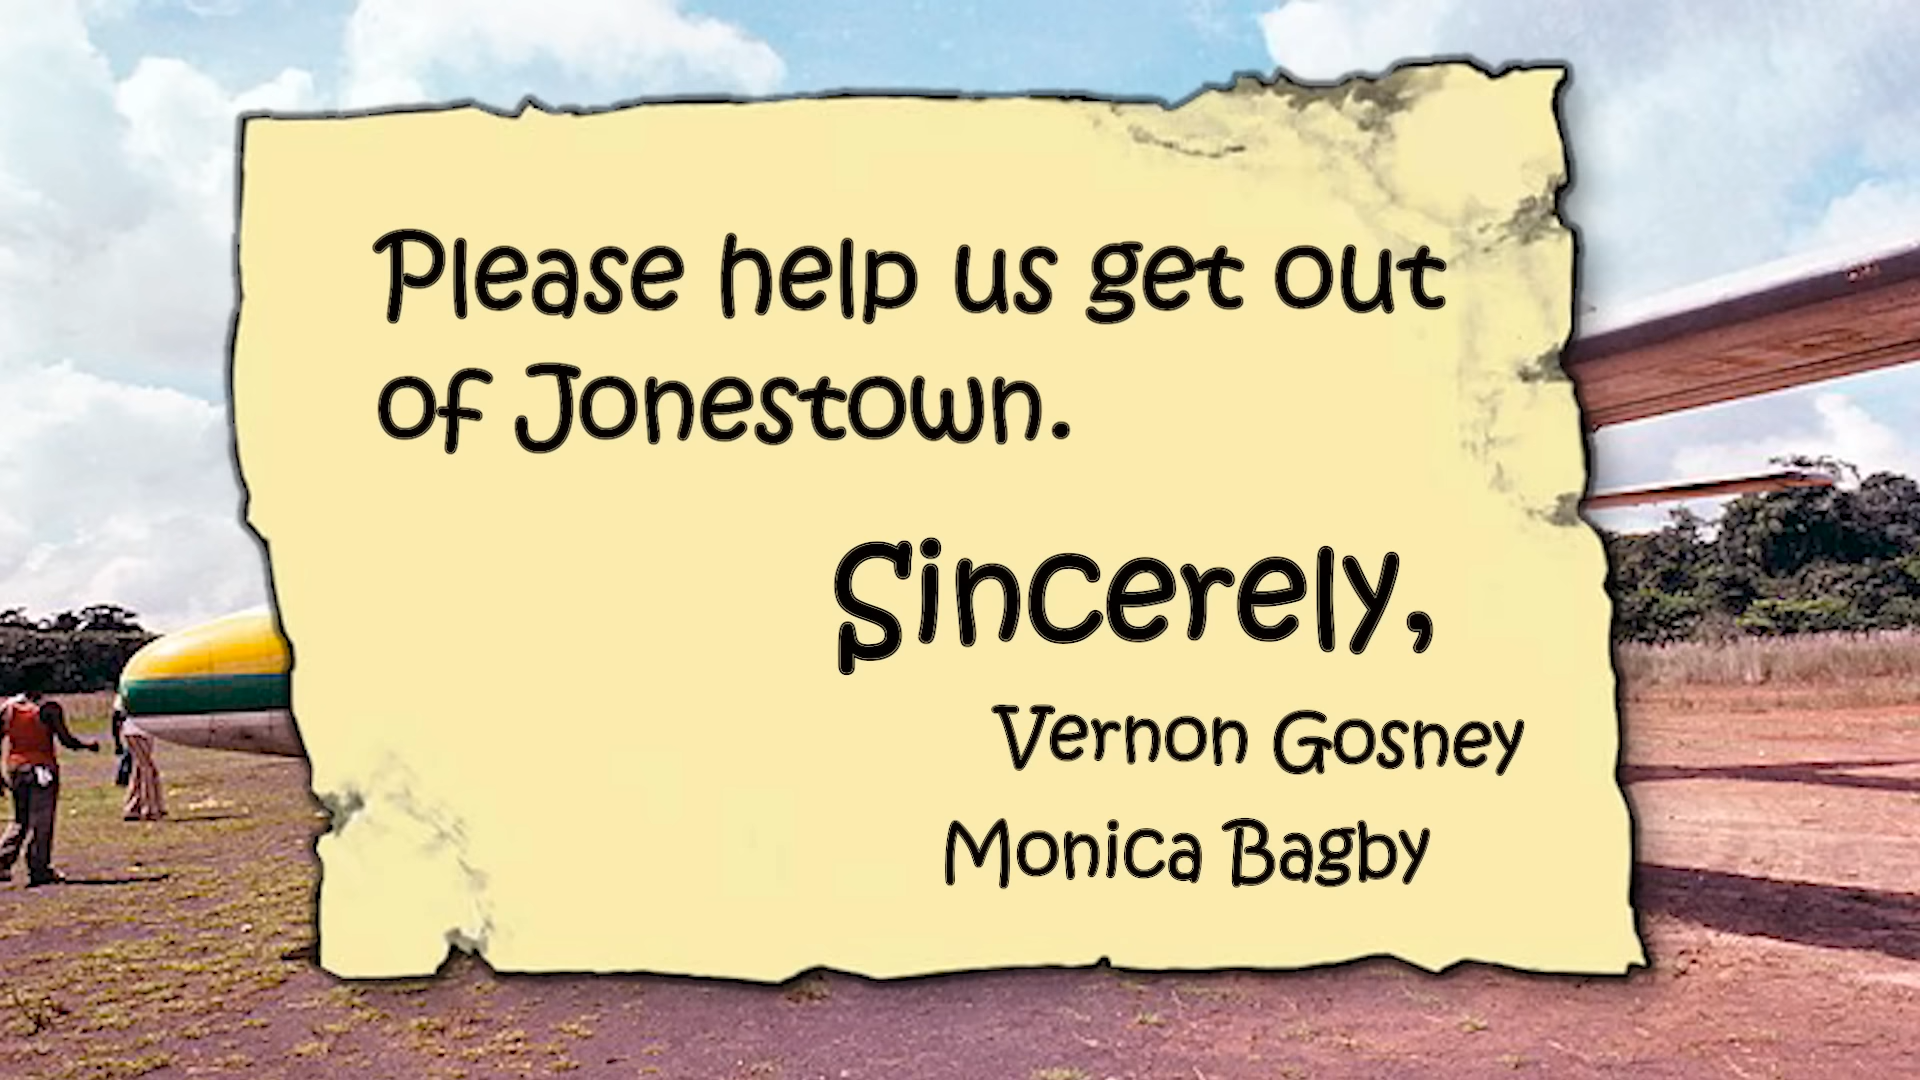 Please help us get out
of Jonestown.
Sincerely,
Vernon Gosney
Monica Bagby